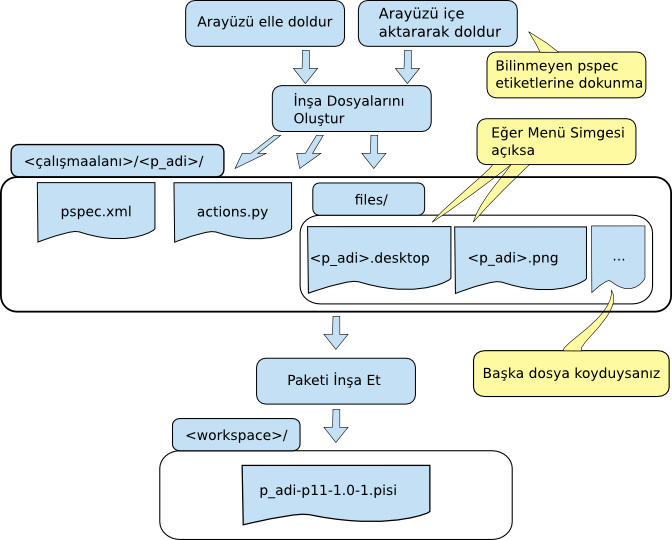 Arayüzü elle doldur
Arayüzü içe
aktararak doldur
Bilinmeyen pspec
etiketlerine dokunma
İnşa Dosyalarını
Oluştur
Eğer Menü Simgesi
açıksa
<çalışmaalanı>/<p_adi>/
pspec.xml
actions.py
files/
<p_adi>.desktop
<p_adi>.png
...
Başka dosya koyduysanız
Paketi İnşa Et
<workspace>/
p_adi-p11-1.0-1.pisi